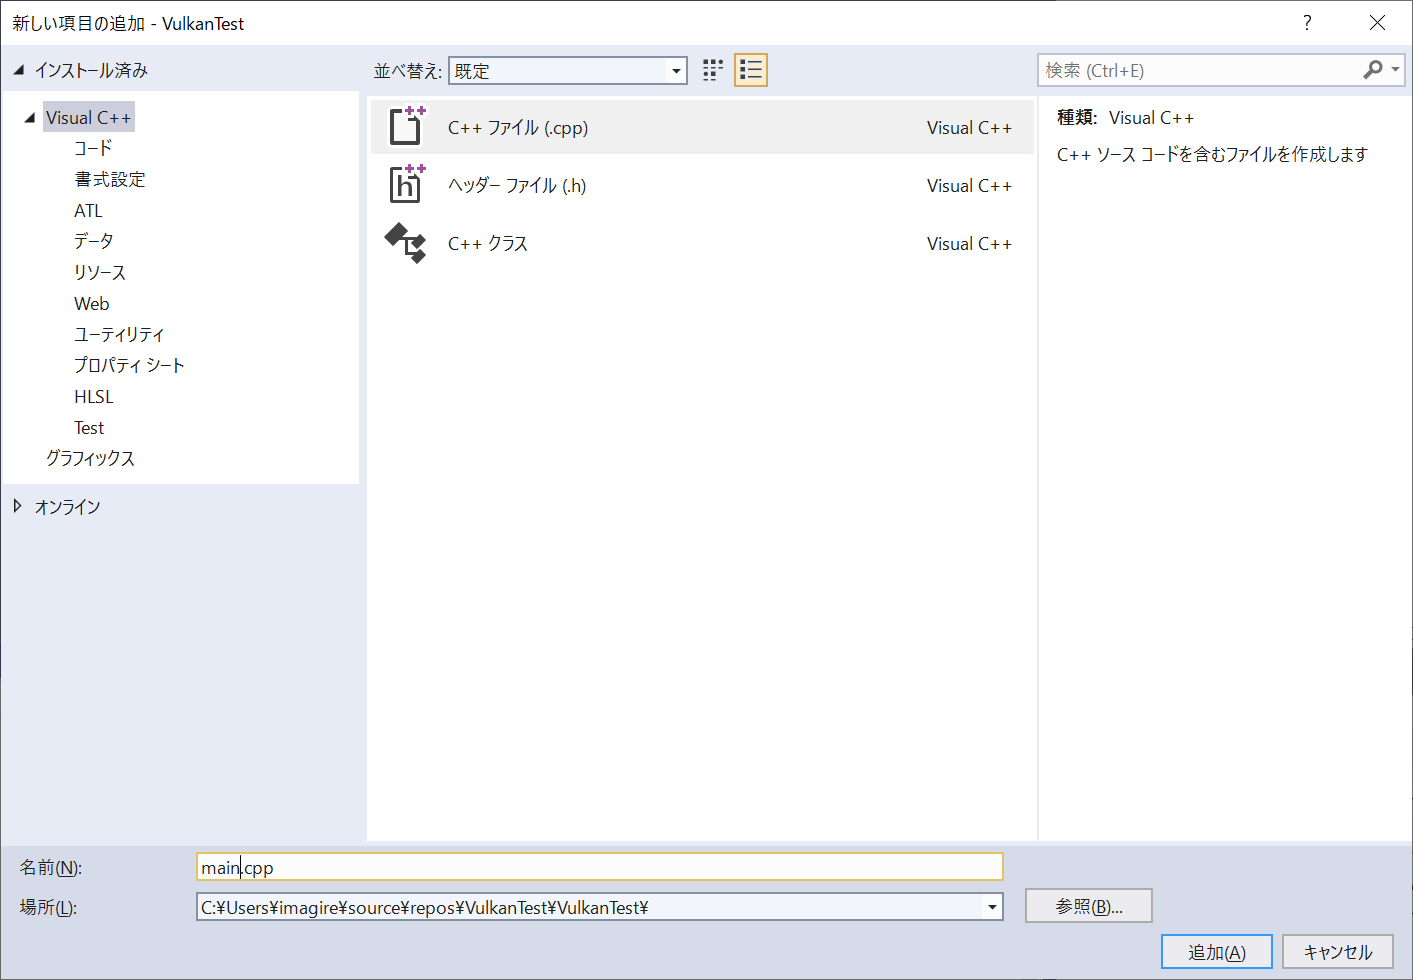 新しい項目の追加 - VulkanTest
?
インストール済み
並べ替え: 既定
検索 (Ctrl+E)
Visual C++
コード
書式設定
ATL
データ
リソース
Web
ユーティリティ
プロパティ シート
HLSL
Test
グラフィックス
オンライン
C++ ファイル (.cpp) Visual C++
ヘッダー ファイル (.h) Visual C++
C++ クラス Visual C++
種類: Visual C++
C++ ソース コードを含むファイルを作成します
名前(N): main.cpp
場所(L): C:¥Users¥imagire¥source¥repos¥VulkanTest¥VulkanTest¥
参照(B)...
追加(A) キャンセル